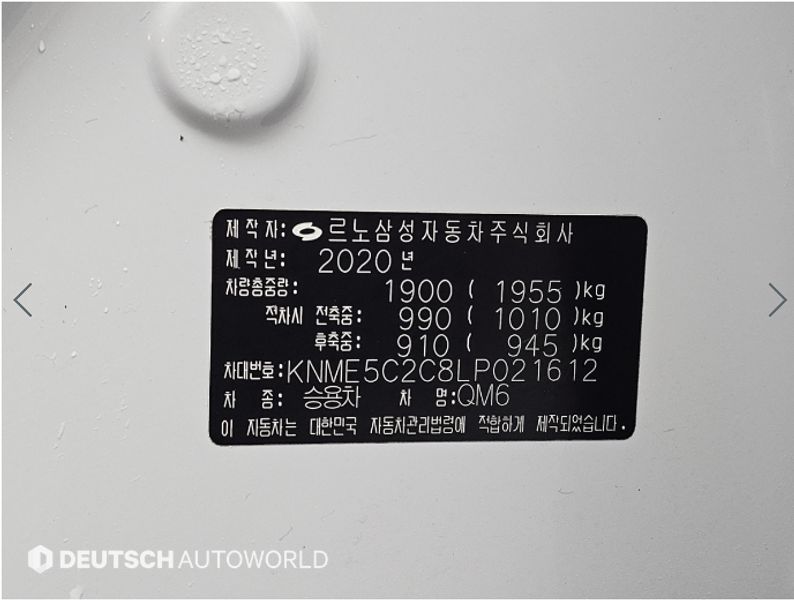 제 작 자: 르노삼성자동차주식회사
제 작 년: 2020 년
차량총중량: 1900 ( 1955 )kg
적차시 전축중: 990 ( 1010 )kg
후축중: 910 ( 945 )kg
차대번호: KNME5C2C8LP021612
차 종: 승용차 차 명: QM6
이 자동차는 대한민국 자동차관리법령에 적합하게 제작되었습니다.
DEUTSCH AUTOWORLD